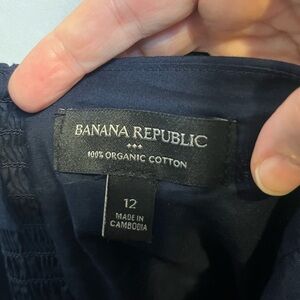 BANANA REPUBLIC
100% ORGANIC COTTON
12
MADE IN
CAMBODIA